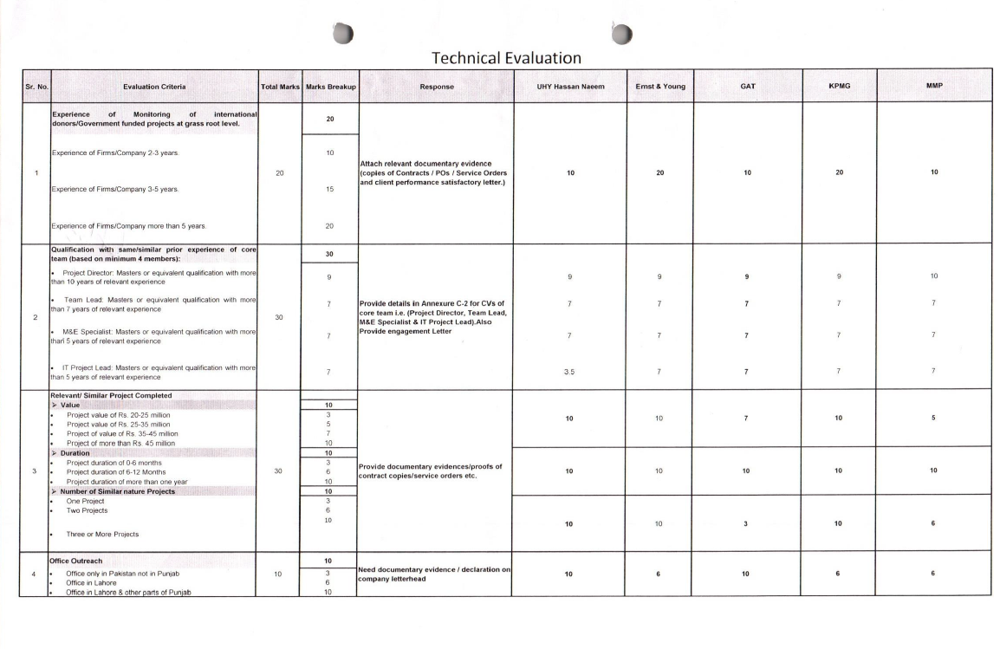 Technical Evaluation
Sr. No. Evaluation Criteria Total Marks Marks Breakup Response UHY Hassan Naeem Ernst & Young GAT KPMG MMP
Experience of Monitoring of international
donors/Government funded projects at grass root level.
20
Experience of Firms/Company 2-3 years.
10
Experience of Firms/Company 3-5 years.
15
Experience of Firms/Company more than 5 years.
20
1
20
Attach relevant documentary evidence
(copies of Contracts / POs / Service Orders
and client performance satisfactory letter.)
10 20 10 20 10
Qualification with same/similar prior experience of core
team (based on minimum 4 members):
30
• Project Director: Masters or equivalent qualification with more
than 10 years of relevant experience
9 9 9 9 9 10
• Team Lead: Masters or equivalent qualification with more
than 7 years of relevant experience
7 7 7 7 7 7
• M&E Specialist: Masters or equivalent qualification with more
than 5 years of relevant experience
7 7 7 7 7 7
• IT Project Lead: Masters or equivalent qualification with more
than 5 years of relevant experience
7 3.5 7 7 7 7
2
30
Provide details in Annexure C-2 for CVs of
core team i.e. (Project Director, Team Lead,
M&E Specialist & IT Project Lead).Also
Provide engagement Letter
Relevant/ Similar Project Completed
➢ Value 10
• Project value of Rs. 20-25 million 3
• Project value of Rs. 25-35 million 5
• Project of value of Rs. 35-45 million 7
• Project of more than Rs. 45 million 10
10 10 7 10 5
➢ Duration 10
• Project duration of 0-6 months 3
• Project duration of 6-12 Months 6
• Project duration of more than one year 10
10 10 10 10 10
➢ Number of Similar nature Projects 10
• One Project 3
• Two Projects 6
10
• Three or More Projects
10 10 3 10 6
3
30
Provide documentary evidences/proofs of
contract copies/service orders etc.
Office Outreach 10
• Office only in Pakistan not in Punjab 3
• Office in Lahore 6
• Office in Lahore & other parts of Punjab 10
4
10
Need documentary evidence / declaration on
company letterhead
10 6 10 6 6